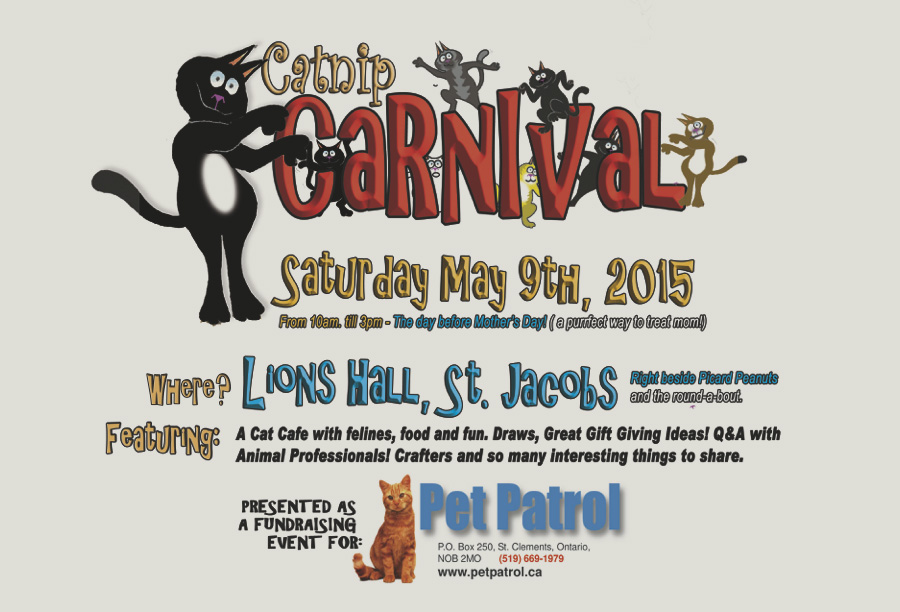 Catnip
CARNIVAL
Saturday May 9th, 2015
From 10am. till 3pm - The day before Mother's Day! ( a purrfect way to treat mom!)
Where? Lions Hall, St. Jacobs
Right beside Picard Peanuts
and the round-a-bout.
Featuring:
A Cat Cafe with felines, food and fun. Draws, Great Gift Giving Ideas! Q&A with
Animal Professionals! Crafters and so many interesting things to share.
PRESENTED AS
A FUNDRAISING
EVENT FOR:
Pet Patrol
P.O. Box 250, St. Clements, Ontario,
NOB 2MO (519) 669-1979
www.petpatrol.ca